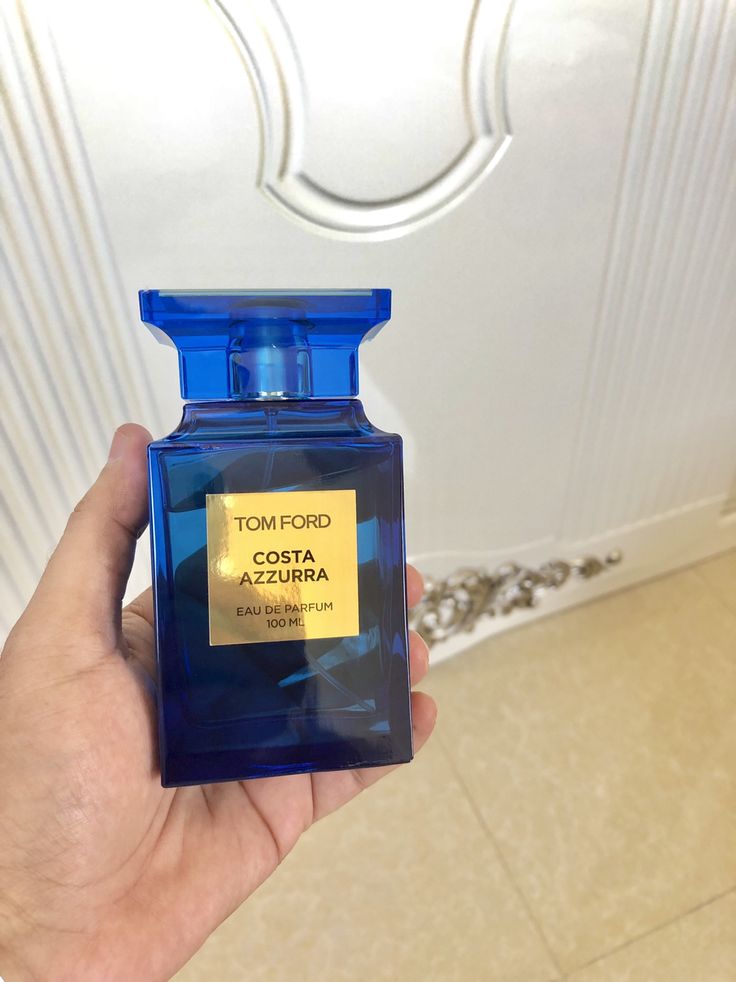 TOM FORD
COSTA
AZZURRA
EAU DE PARFUM
100 ML